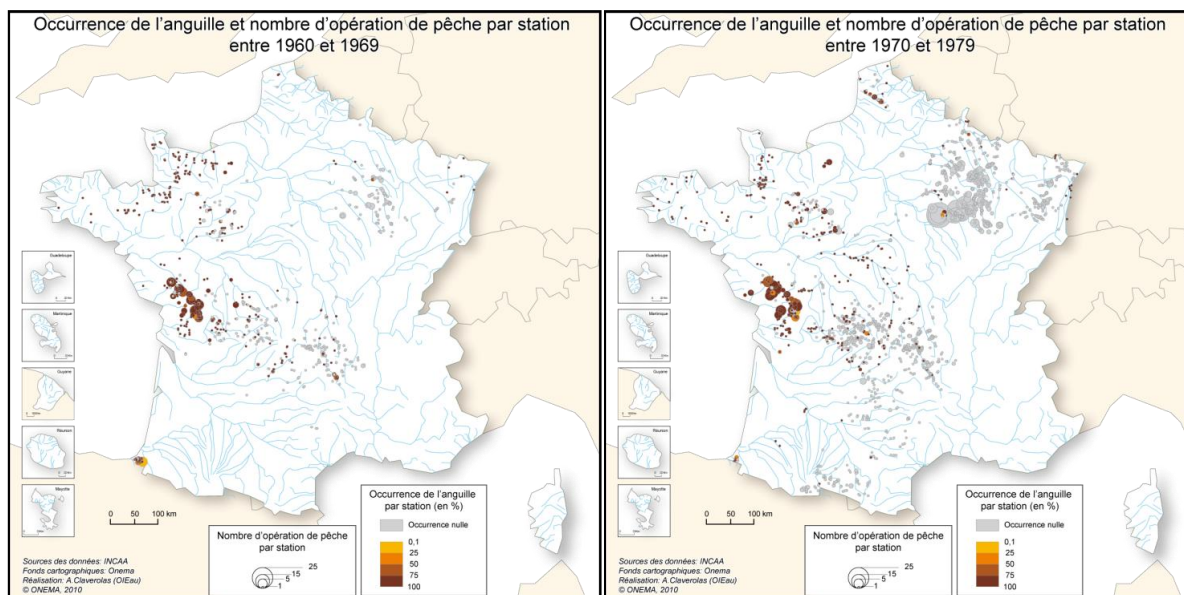 Occurrence de l'anguille et nombre d'opération de pêche par station
entre 1960 et 1969
Guadeloupe
Martinique
Guyane
Réunion
Mayotte
0 50 100 km
Sources des données: INCAA
Fonds cartographiques: Onema
Réalisation: A.Claverolas (OIEau)
© ONEMA, 2010
Nombre d'opération de pêche
par station
25
15
5
1
Occurrence de l'anguille
par station (en %)
Occurrence nulle
0,1
25
50
75
100
Occurrence de l'anguille et nombre d'opération de pêche par station
entre 1970 et 1979
Guadeloupe
Martinique
Guyane
Réunion
Mayotte
0 50 100 km
Sources des données: INCAA
Fonds cartographiques: Onema
Réalisation: A.Claverolas (OIEau)
© ONEMA, 2010
Nombre d'opération de pêche
par station
25
15
5
1
Occurrence de l'anguille
par station (en %)
Occurrence nulle
0,1
25
50
75
100